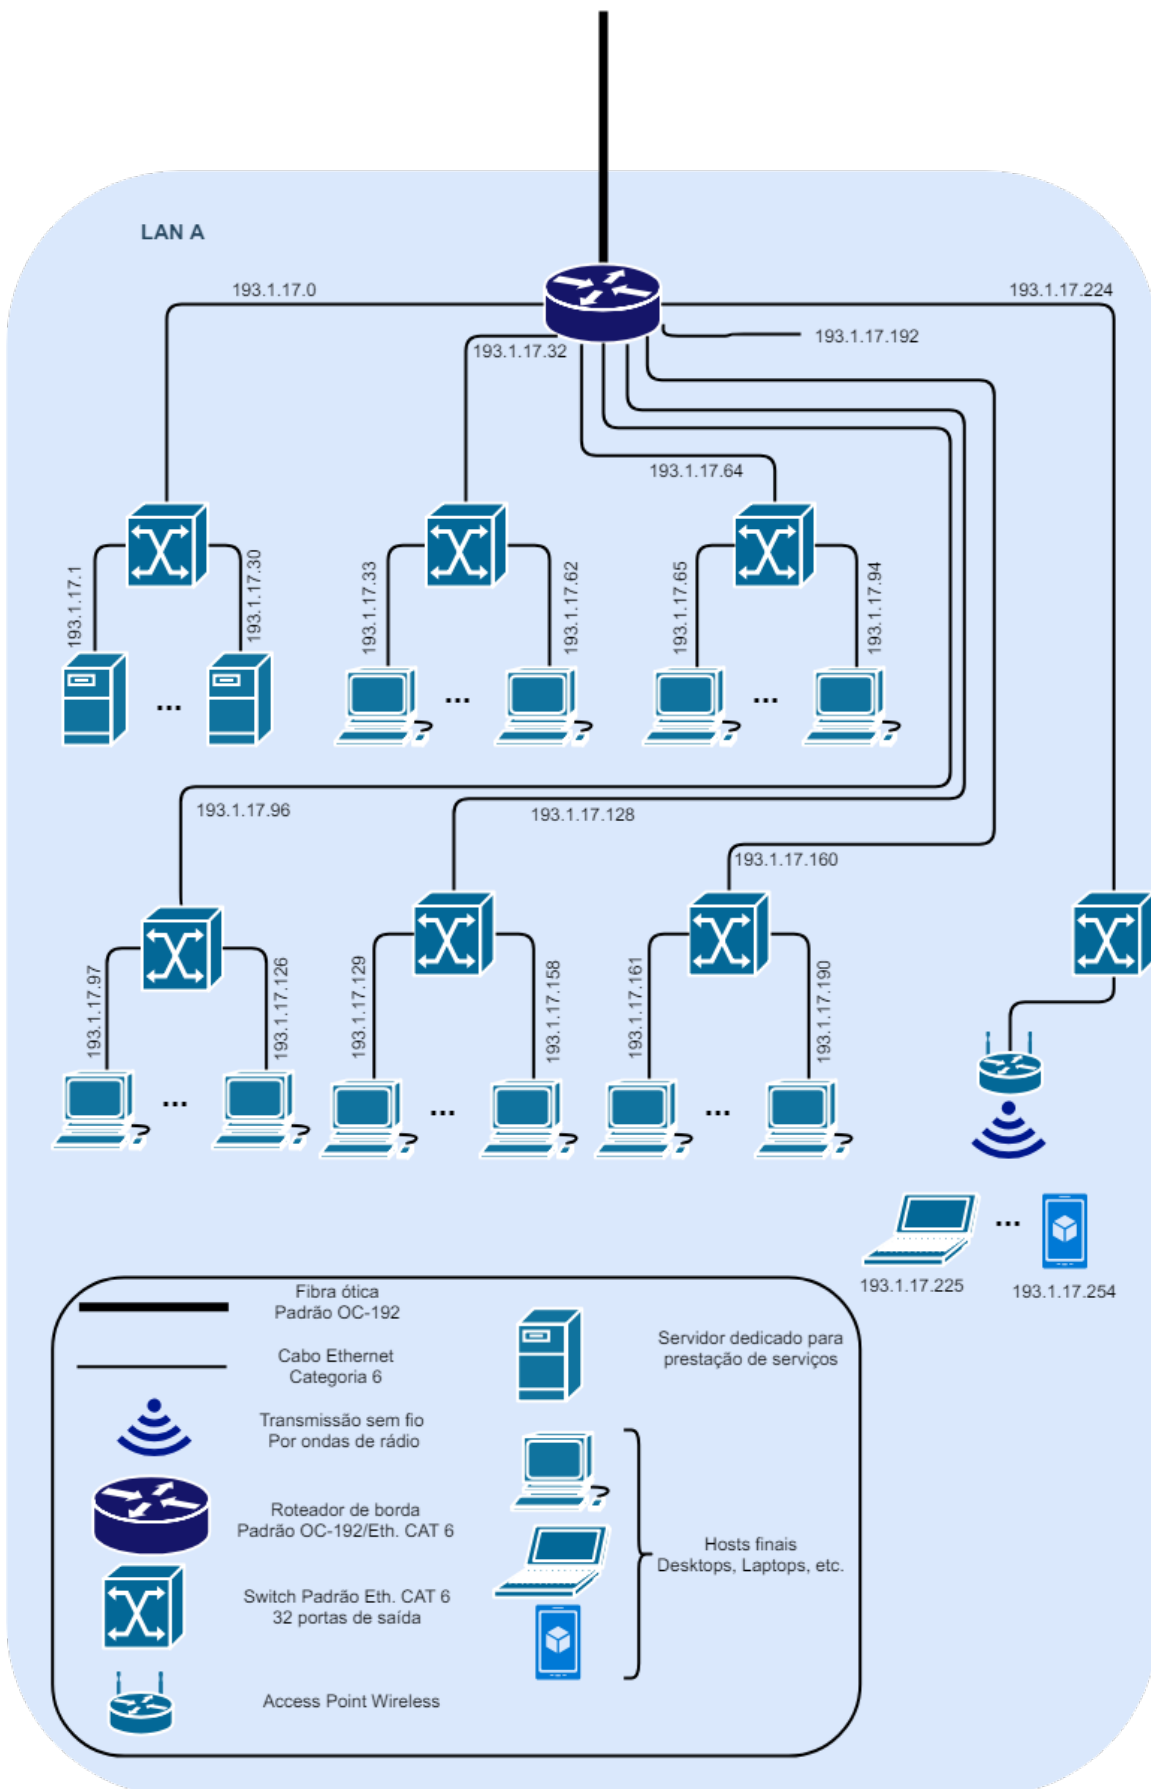 LAN A
193.1.17.0
193.1.17.224
193.1.17.192
193.1.17.32
193.1.17.64
193.1.17.1
193.1.17.30
193.1.17.33
193.1.17.62
193.1.17.65
193.1.17.94
...
...
...
193.1.17.96
193.1.17.128
193.1.17.160
193.1.17.97
193.1.17.126
193.1.17.129
193.1.17.158
193.1.17.161
193.1.17.190
...
...
...
...
193.1.17.225
193.1.17.254
Fibra ótica
Padrão OC-192
Cabo Ethernet
Categoria 6
Transmissão sem fio
Por ondas de rádio
Roteador de borda
Padrão OC-192/Eth. CAT 6
Switch Padrão Eth. CAT 6
32 portas de saída
Access Point Wireless
Servidor dedicado para
prestação de serviços
Hosts finais
Desktops, Laptops, etc.